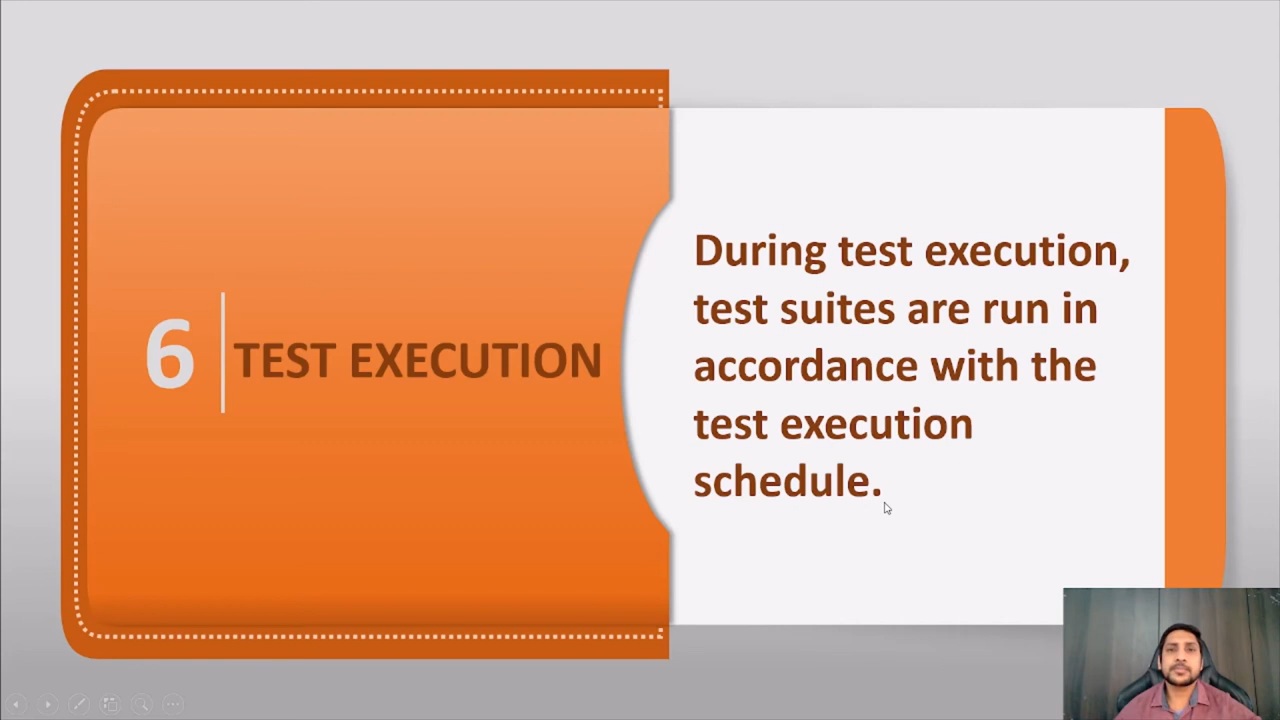 6
TEST EXECUTION
During test execution,
test suites are run in
accordance with the
test execution
schedule.